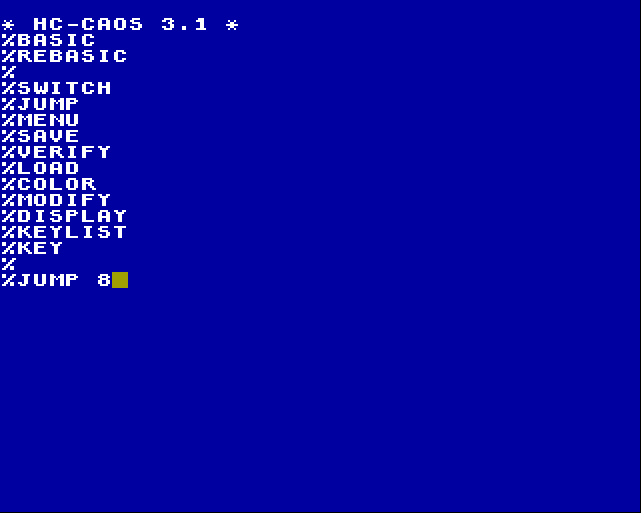 * HC-CAOS 3.1 *
%BASIC
%REBASIC
%
%SWITCH
%JUMP
%MENU
%SAVE
%VERIFY
%LOAD
%COLOR
%MODIFY
%DISPLAY
%KEYLIST
%KEY
%
%JUMP 8